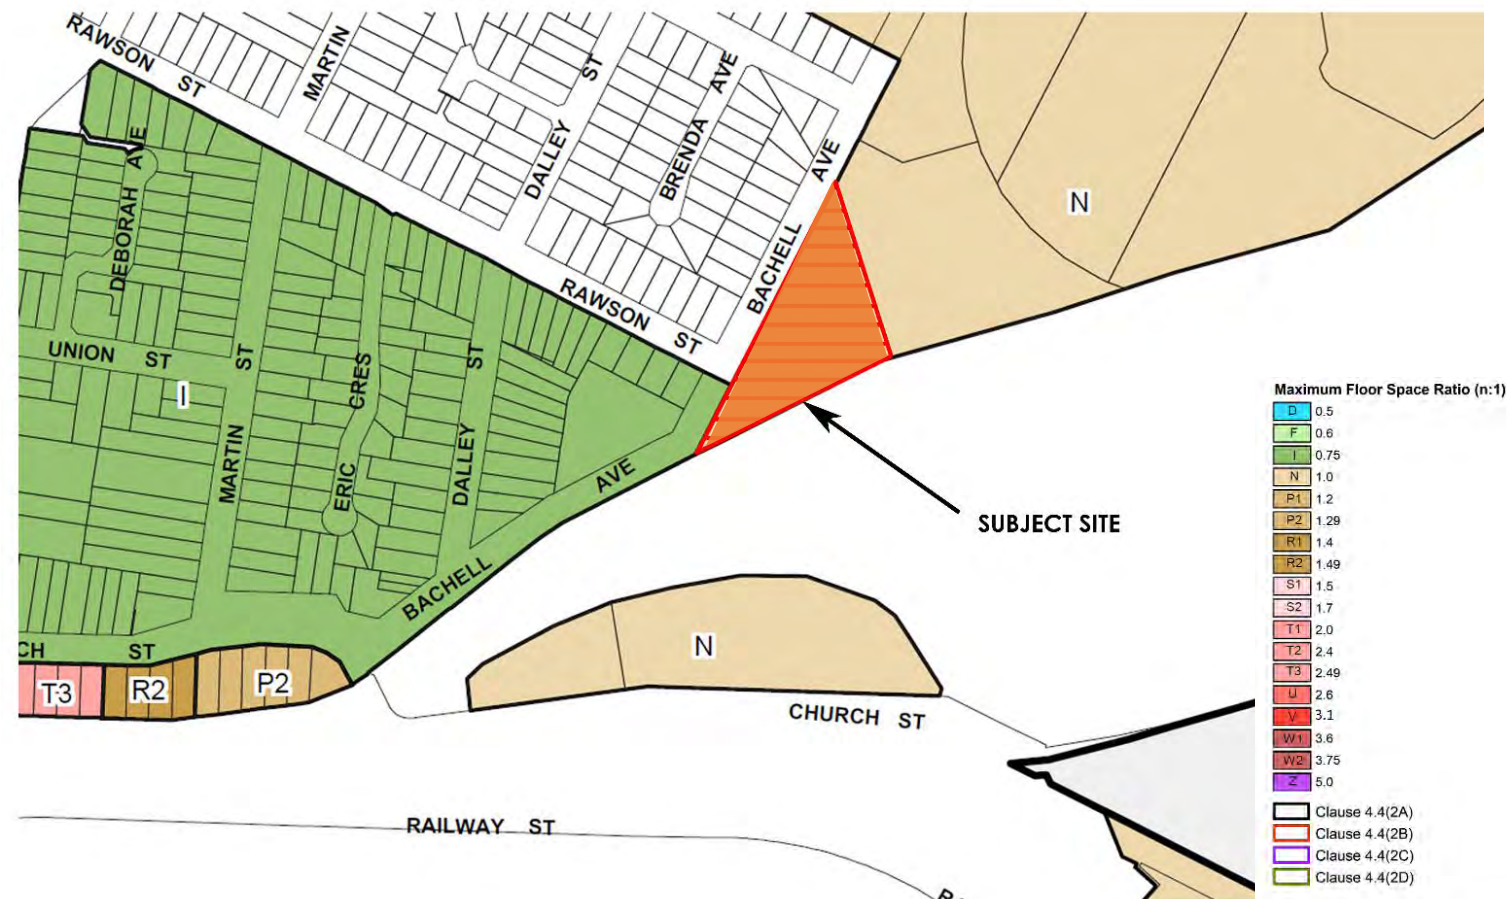 RAWSON ST
MARTIN
DALLEY ST
BRENDA AVE
BACHELL AVE
N
DEBORAH AVE
RAWSON ST
UNION ST
I
MARTIN ST
ERIC CRES
DALLEY ST
BACHELL AVE
SUBJECT SITE
CH ST
T3
R2
P2
N
CHURCH ST
RAILWAY ST
Maximum Floor Space Ratio (n:1)
D 0.5
F 0.6
I 0.75
N 1.0
P1 1.2
P2 1.29
R1 1.4
R2 1.49
S1 1.5
S2 1.7
T1 2.0
T2 2.4
T3 2.49
U 2.6
V 3.1
W1 3.6
W2 3.75
Z 5.0
Clause 4.4(2A)
Clause 4.4(2B)
Clause 4.4(2C)
Clause 4.4(2D)